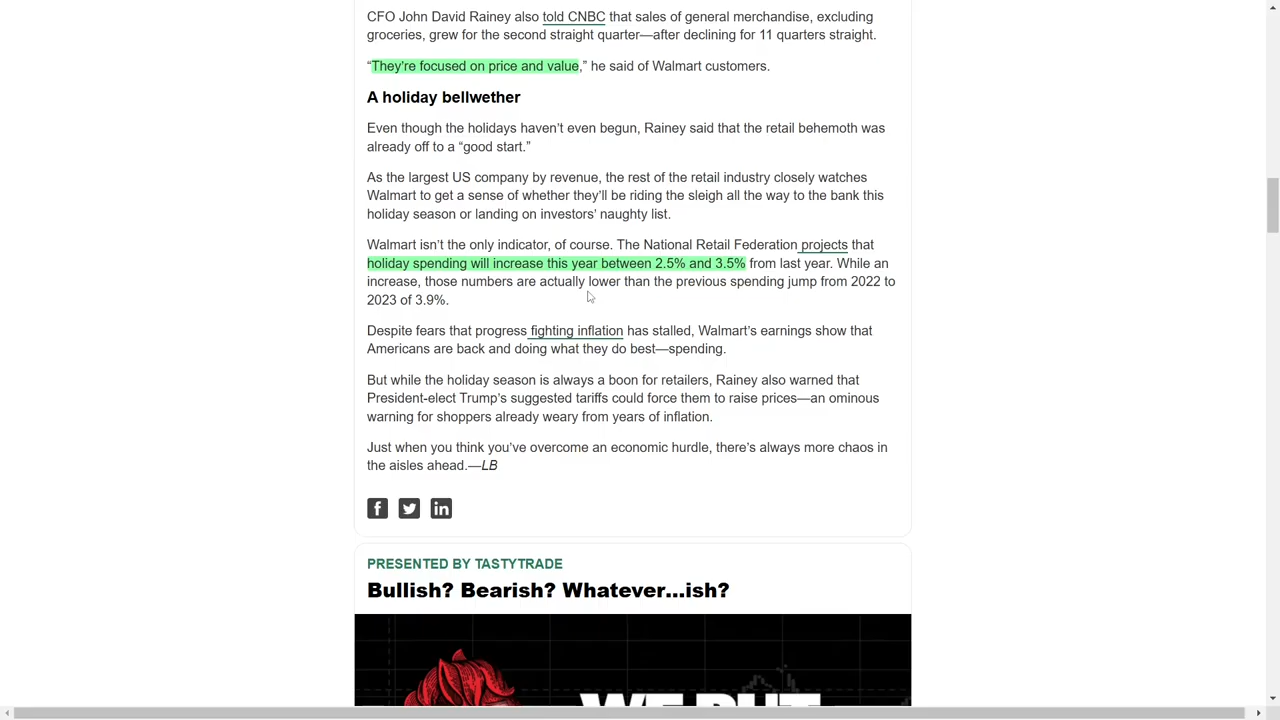 CFO John David Rainey also told CNBC that sales of general merchandise, excluding
groceries, grew for the second straight quarter—after declining for 11 quarters straight.
“They’re focused on price and value,” he said of Walmart customers.
A holiday bellwether
Even though the holidays haven’t even begun, Rainey said that the retail behemoth was
already off to a “good start.”
As the largest US company by revenue, the rest of the retail industry closely watches
Walmart to get a sense of whether they’ll be riding the sleigh all the way to the bank this
holiday season or landing on investors’ naughty list.
Walmart isn’t the only indicator, of course. The National Retail Federation projects that
holiday spending will increase this year between 2.5% and 3.5% from last year. While an
increase, those numbers are actually lower than the previous spending jump from 2022 to
2023 of 3.9%.
Despite fears that progress fighting inflation has stalled, Walmart’s earnings show that
Americans are back and doing what they do best—spending.
But while the holiday season is always a boon for retailers, Rainey also warned that
President-elect Trump’s suggested tariffs could force them to raise prices—an ominous
warning for shoppers already weary from years of inflation.
Just when you think you’ve overcome an economic hurdle, there’s always more chaos in
the aisles ahead.—LB
PRESENTED BY TASTYTRADE
Bullish? Bearish? Whatever...ish?
WE PUT